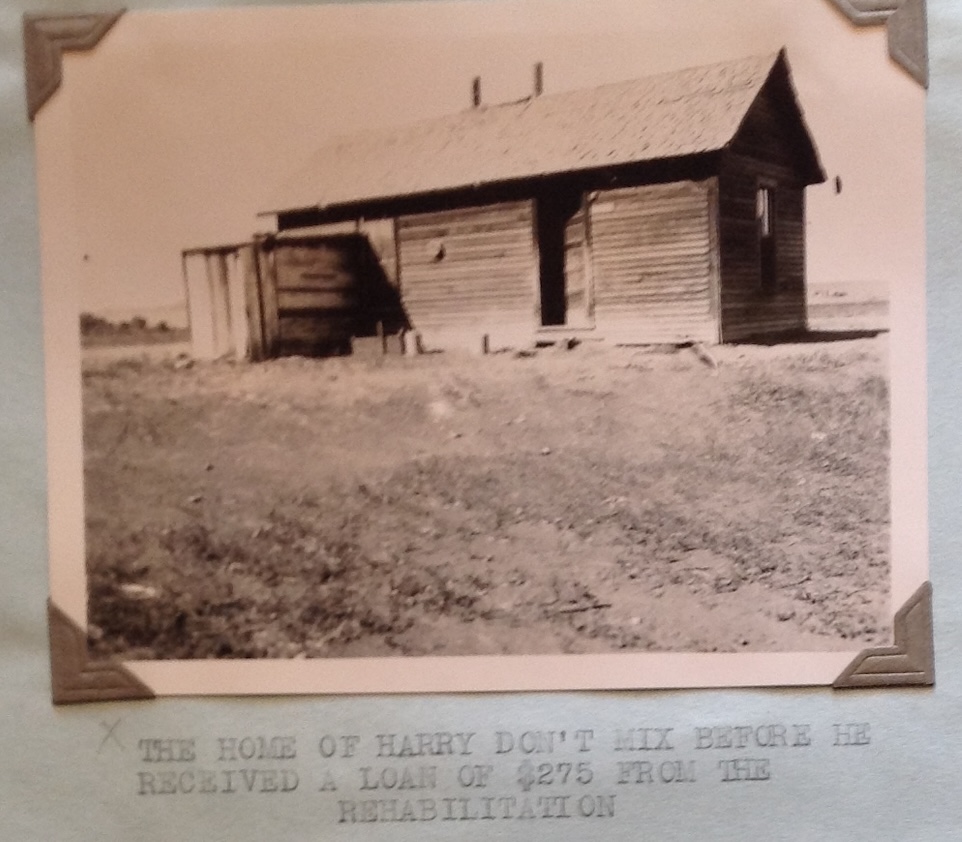 X THE HOME OF HARRY DON'T MIX BEFORE HE
RECEIVED A LOAN OF $275 FROM THE
REHABILITATION